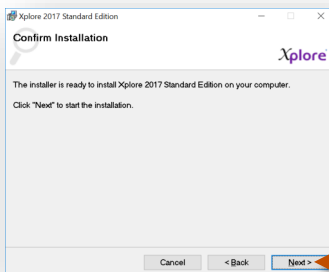 Xplore 2017 Standard Edition
Confirm Installation
Xplore
The installer is ready to install Xplore 2017 Standard Edition on your computer.
Click "Next" to start the installation.
Cancel
< Back
Next >